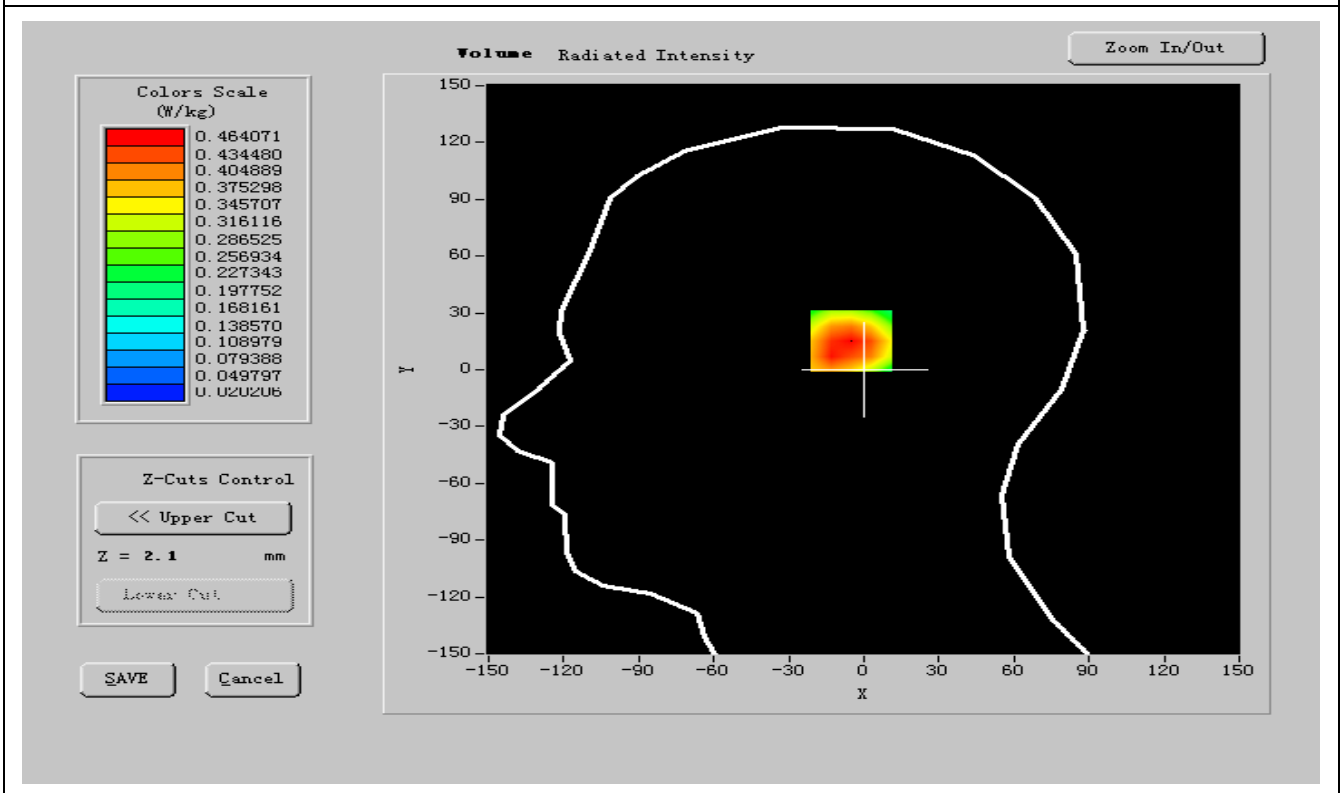 Volume Radiated Intensity
Zoom In/Out
Colors Scale
(W/kg)
0.464071
0.434480
0.404889
0.375298
0.345707
0.316116
0.286525
0.256934
0.227343
0.197752
0.168161
0.138570
0.108979
0.079388
0.049797
0.020206
Z-Cuts Control
<< Upper Cut
Z = 2.1 mm
Lower Cut
SAVE
Cancel
150
120
90
60
30
0
-30
-60
-90
-120
-150
Y
-150 -120 -90 -60 -30 0 30 60 90 120 150
X